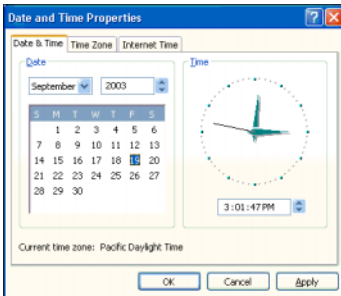 Date and Time Properties
Date & Time Time Zone Internet Time
Date
September 2003
S M T W T F S
1 2 3 4 5 6
7 8 9 10 11 12 13
14 15 16 17 18 19 20
21 22 23 24 25 26 27
28 29 30
Time
3:01:47 PM
Current time zone: Pacific Daylight Time
OK Cancel Apply